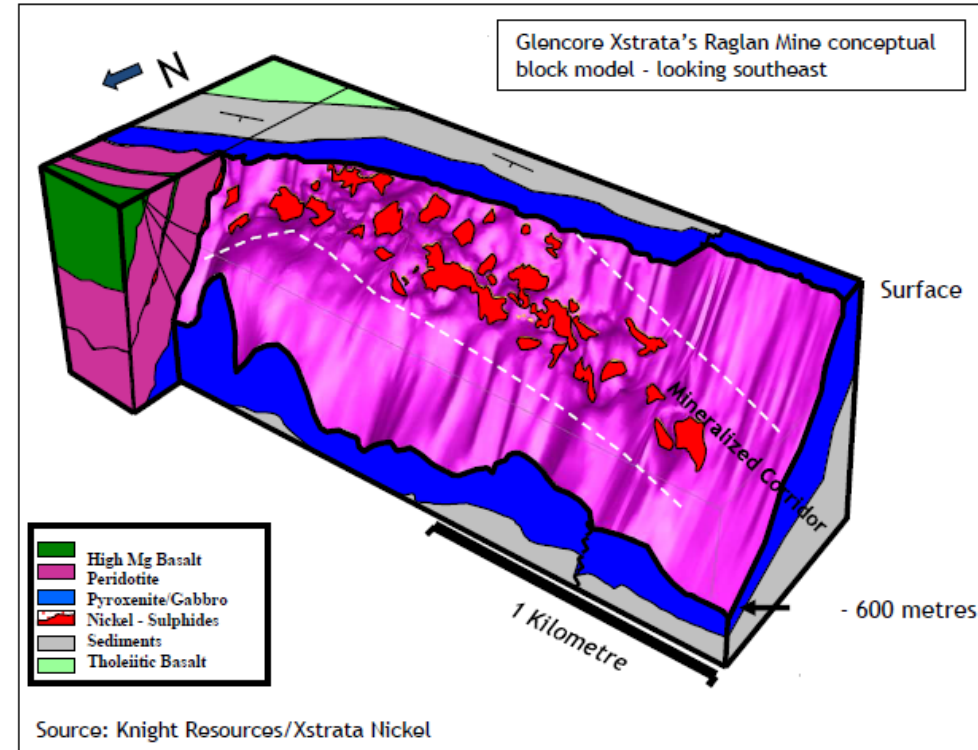 Glencore Xstrata's Raglan Mine conceptual
block model - looking southeast
N
Surface
Mineralized Corridor
- 600 metres
1 Kilometre
High Mg Basalt
Peridotite
Pyroxenite/Gabbro
Nickel - Sulphides
Sediments
Tholeiitic Basalt
Source: Knight Resources/Xstrata Nickel